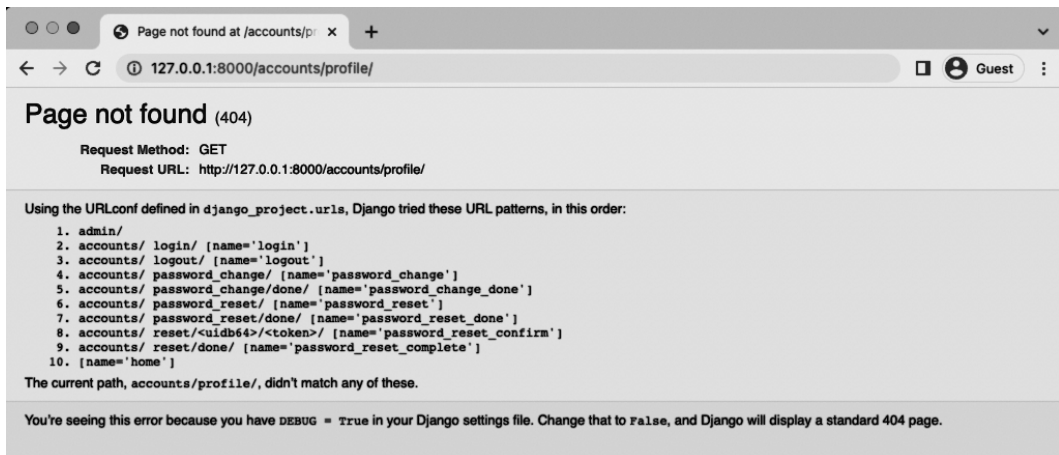 Page not found at /accounts/pr
127.0.0.1:8000/accounts/profile/
Guest
Page not found (404)
Request Method: GET
Request URL: http://127.0.0.1:8000/accounts/profile/
Using the URLconf defined in django_project.urls, Django tried these URL patterns, in this order:
1. admin/
2. accounts/ login/ [name='login']
3. accounts/ logout/ [name='logout']
4. accounts/ password_change/ [name='password_change']
5. accounts/ password_change/done/ [name='password_change_done']
6. accounts/ password_reset/ [name='password_reset']
7. accounts/ password_reset/done/ [name='password_reset_done']
8. accounts/ reset/<uidb64>/<token>/ [name='password_reset_confirm']
9. accounts/ reset/done/ [name='password_reset_complete']
10. [name='home']
The current path, accounts/profile/, didn't match any of these.
You're seeing this error because you have DEBUG = True in your Django settings file. Change that to False, and Django will display a standard 404 page.